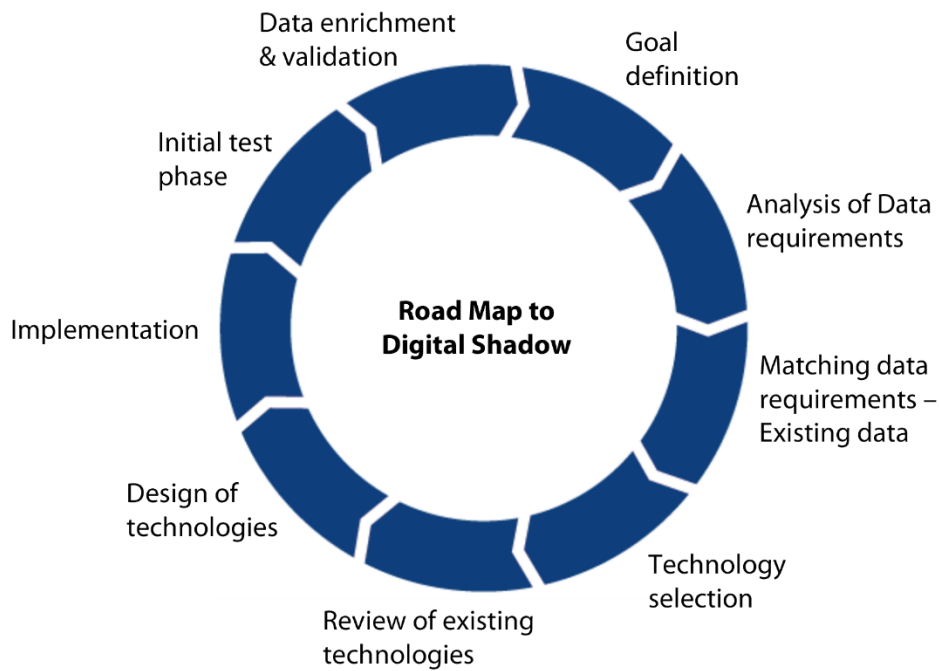 Road Map to
Digital Shadow
Goal
definition
Analysis of Data
requirements
Matching data
requirements –
Existing data
Technology
selection
Review of existing
technologies
Design of
technologies
Implementation
Initial test
phase
Data enrichment
& validation